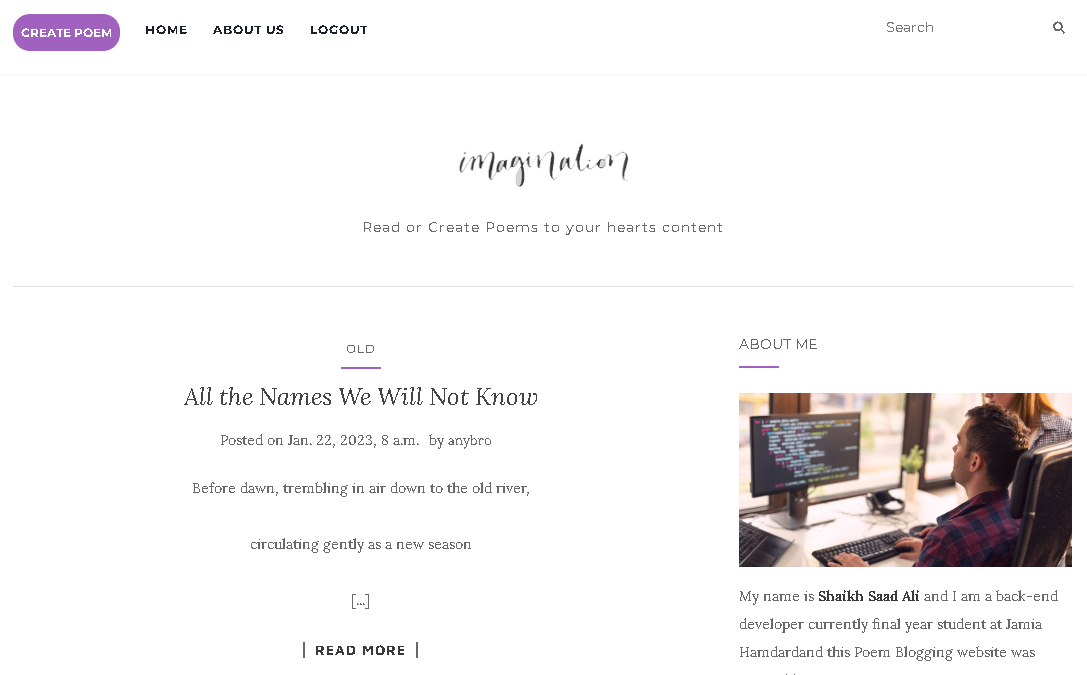 CREATE POEM
HOME
ABOUT US
LOGOUT
Search
imagination
Read or Create Poems to your hearts content
OLD
All the Names We Will Not Know
Posted on Jan. 22, 2023, 8 a.m. by anybro
Before dawn, trembling in air down to the old river,
circulating gently as a new season
[...]
READ MORE
ABOUT ME
My name is Shaikh Saad Ali and I am a back-end
developer currently final year student at Jamia
Hamdardand this Poem Blogging website was